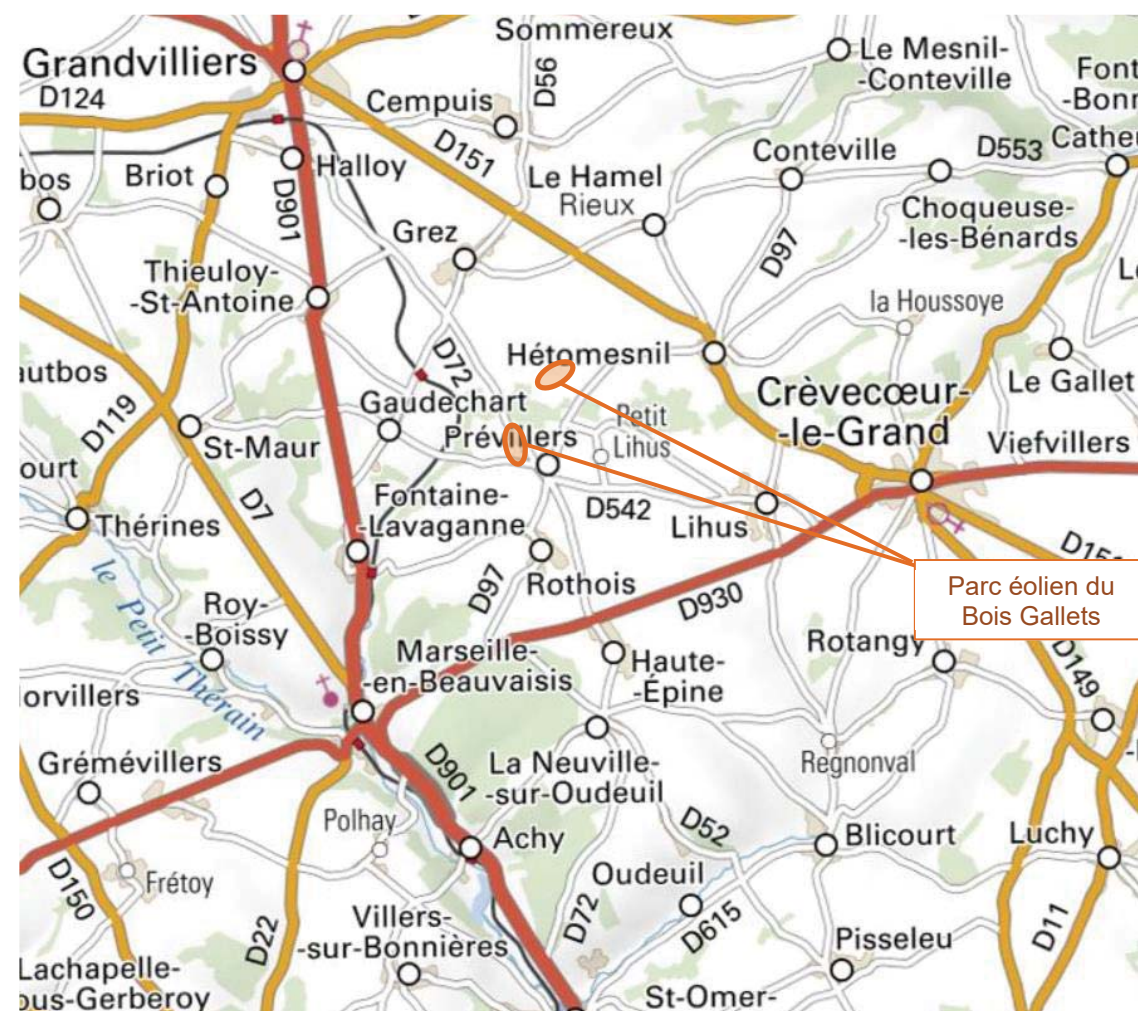 Sommereux
Le Mesnil-
-Conteville
Grandvilliers
Font
-Bonn
D124
D56
Cempuis
D151
Conteville
D553
Cathe
bos
Briot
Halloy
Le Hamel
Rieux
D901
Choqueuse-
-les-Bénards
Grez
D97
Thieuloy-
-St-Antoine
la Houssoye
Hétomesnil
autbos
D72
Le Gallet
Crèvecœur-
-le-Grand
Gaudechart
D119
Petit
Lihus
Prévillers
St-Maur
Viefvillers
ourt
D7
Fontaine-
-Lavaganne
D542
Lihus
Thérines
D151
Rothois
le Petit Thérain
D97
D930
Parc éolien du
Bois Gallets
Roy-
-Boissy
Marseille-
-en-Beauvaisis
Rotangy
Haute-
-Épine
D149
orvillers
Grémévillers
D901
La Neuville-
-sur-Oudeuil
Regnonval
Polhay
Achy
D52
Blicourt
Luchy
Frétoy
Oudeuil
D150
Villers-
-sur-Bonnières
D72
D615
D22
D11
Pisseleu
Lachapelle-
ous-Gerberoy
St-Omer-